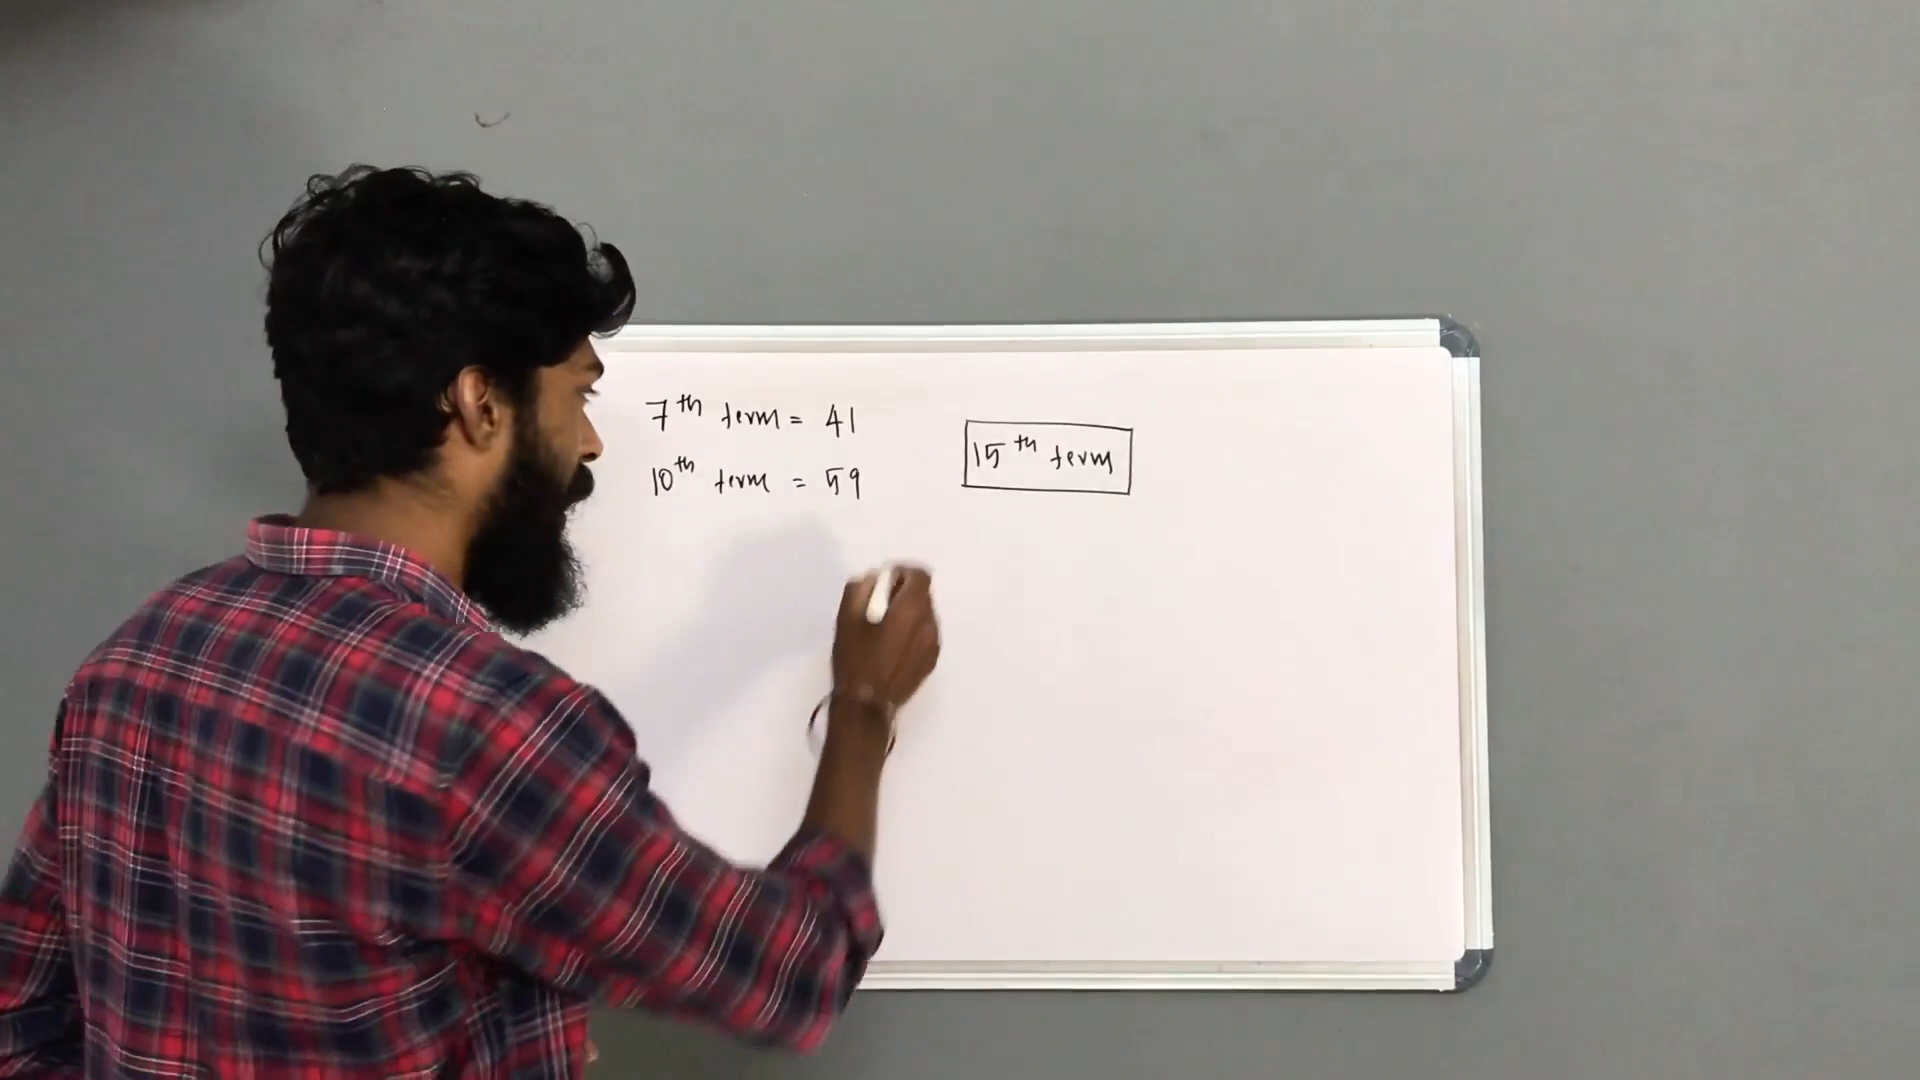 7th term = 41
10th term = 59
15th term